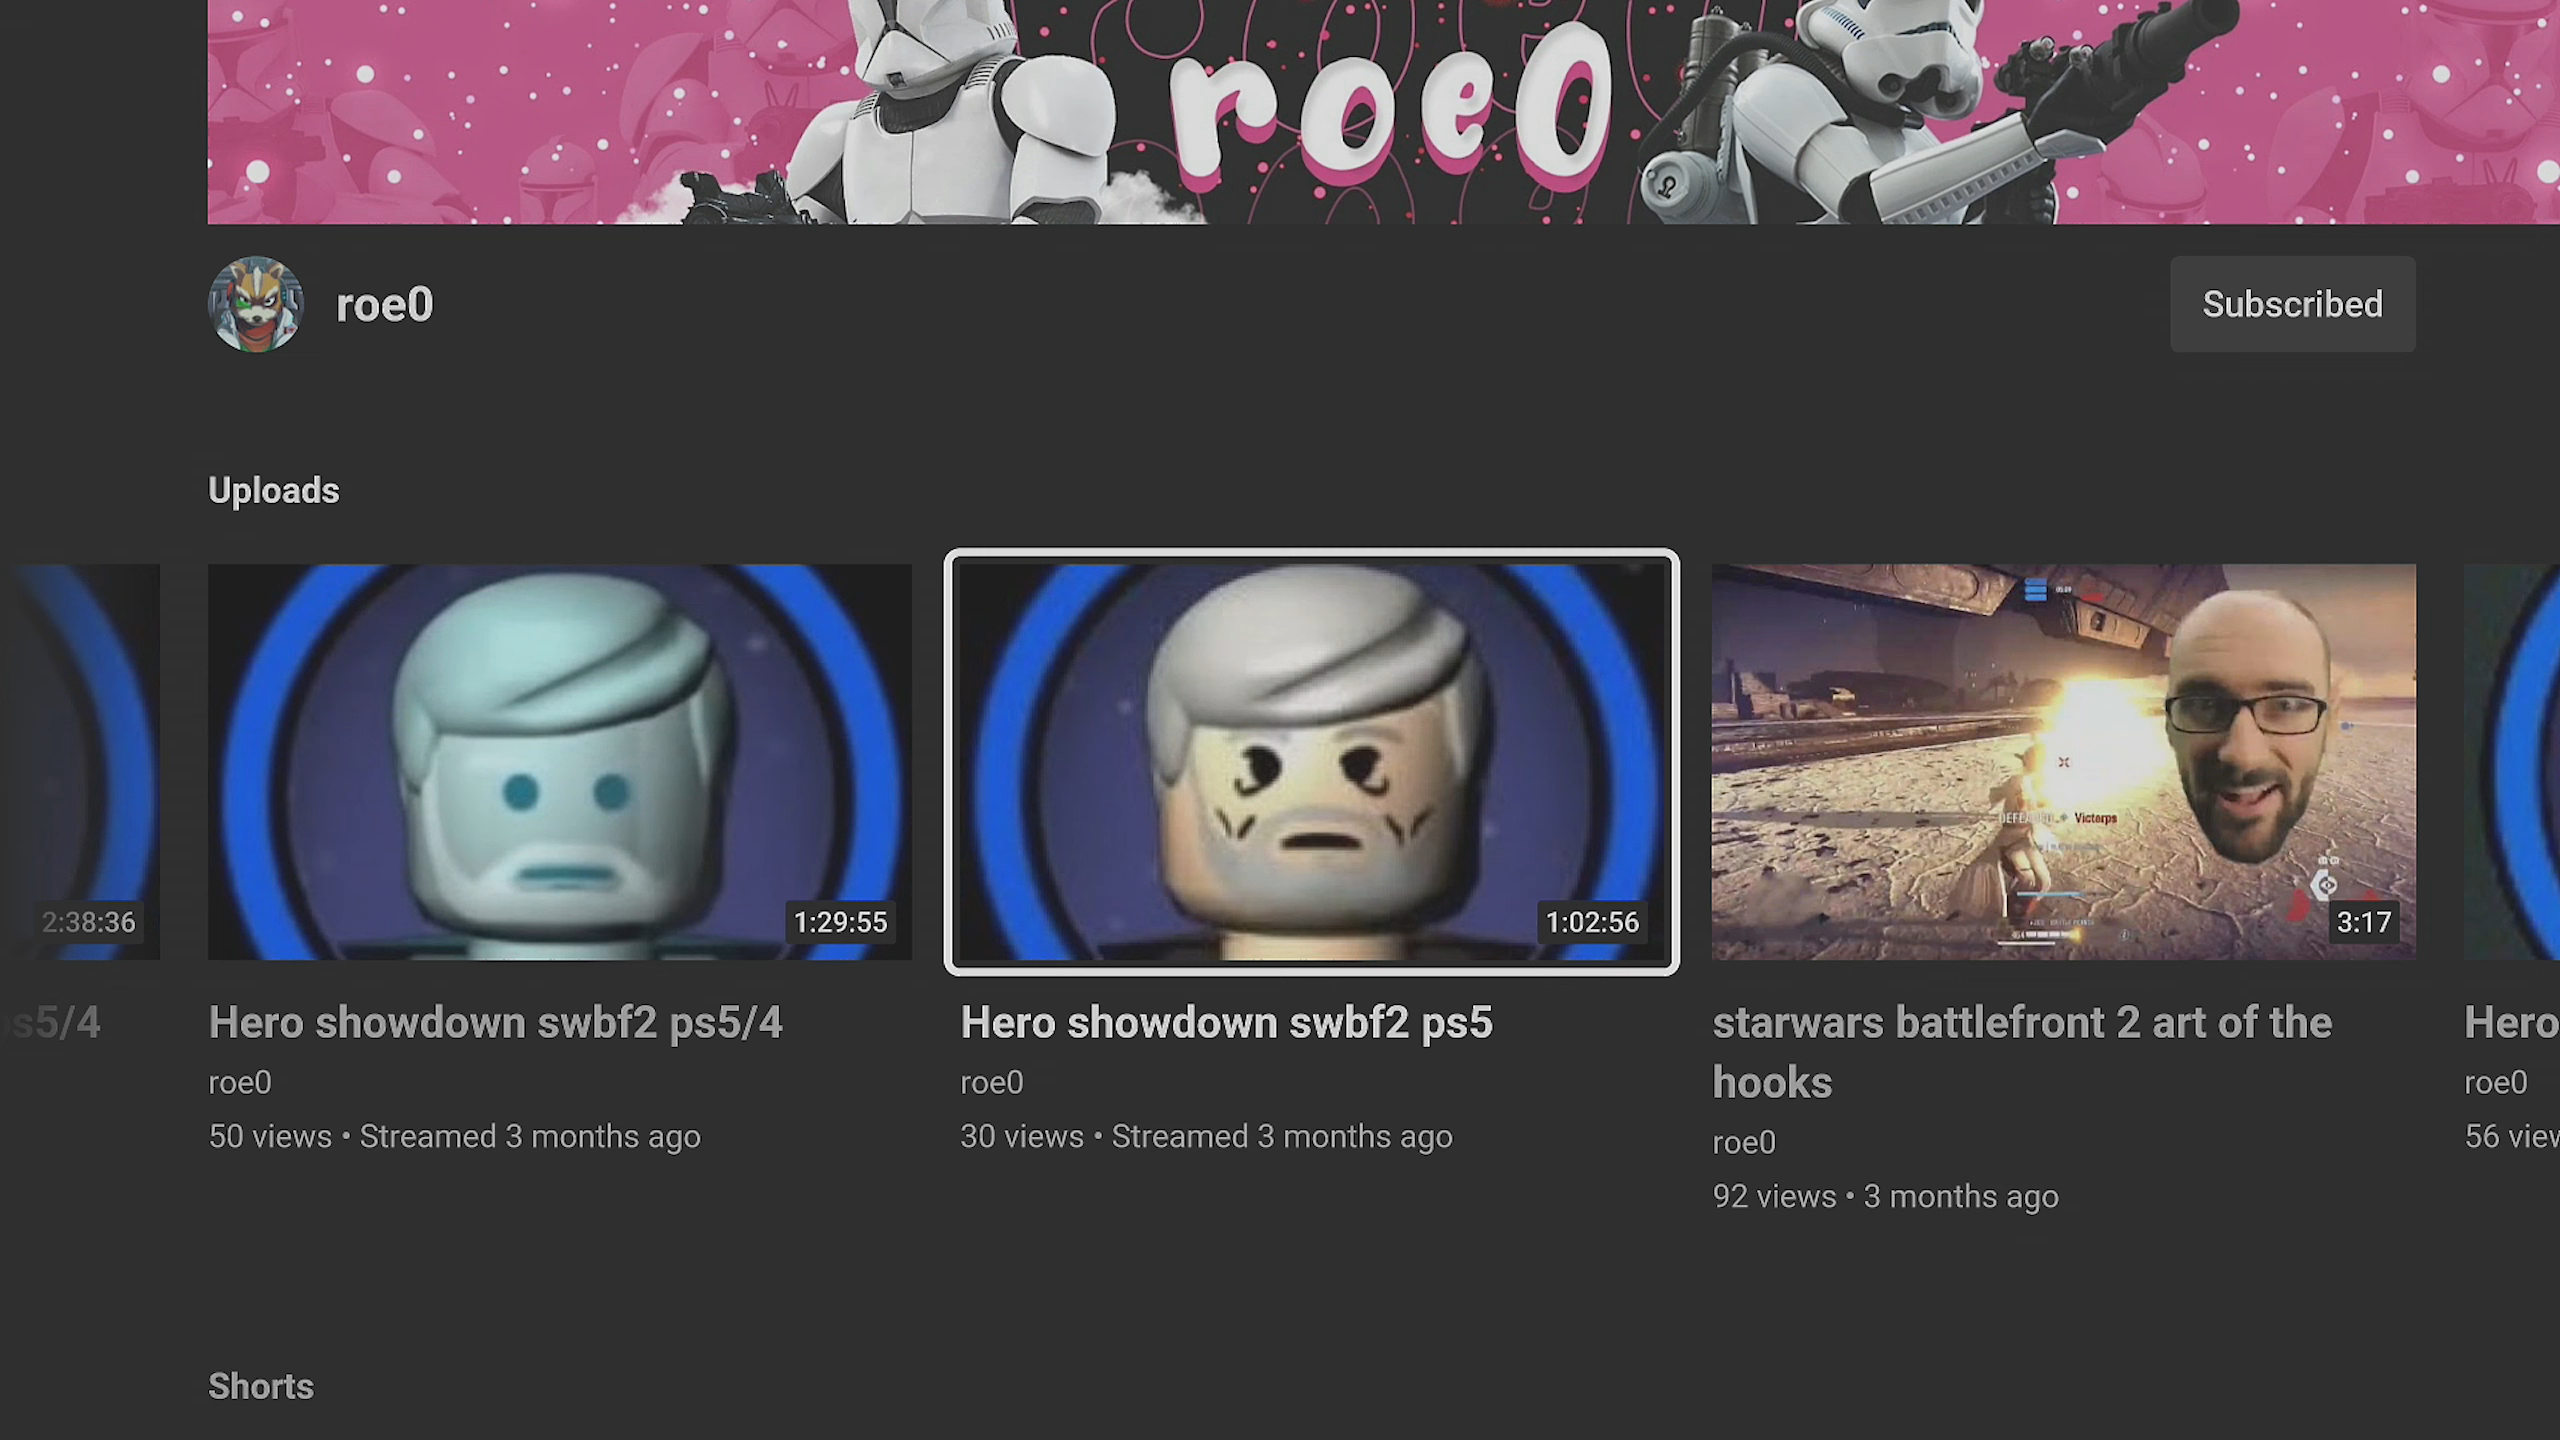 roe0
roe0
Subscribed
Uploads
2:38:36
1:29:55
1:02:56
Victorps
3:17
s5/4
Hero showdown swbf2 ps5/4
roe0
50 views • Streamed 3 months ago
Hero showdown swbf2 ps5
roe0
30 views • Streamed 3 months ago
starwars battlefront 2 art of the
hooks
roe0
92 views • 3 months ago
Hero
roe0
56 view
Shorts